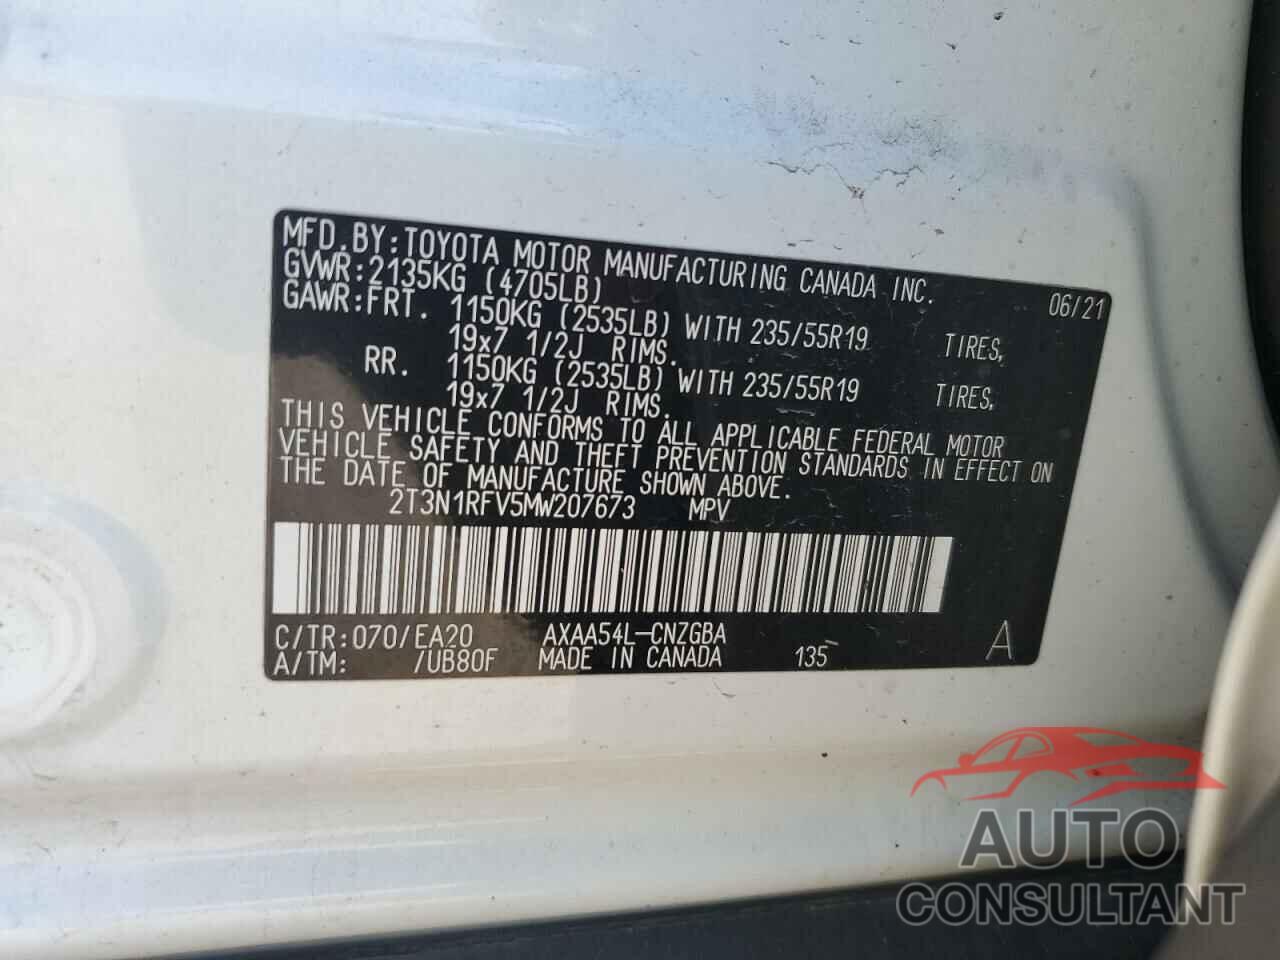 MFD.BY:TOYOTA MOTOR MANUFACTURING CANADA INC. 06/21
GVWR:2135KG (4705LB)
GAWR:FRT. 1150KG (2535LB) WITH 235/55R19 TIRES,
19x7 1/2J RIMS.
RR. 1150KG (2535LB) WITH 235/55R19 TIRES,
19x7 1/2J RIMS.
THIS VEHICLE CONFORMS TO ALL APPLICABLE FEDERAL MOTOR
VEHICLE SAFETY AND THEFT PREVENTION STANDARDS IN EFFECT ON
THE DATE OF MANUFACTURE SHOWN ABOVE.
2T3N1RFV5MW207673 MPV
C/TR:070/EA20 AXAA54L-CNZGBA
A/TM: /UB80F MADE IN CANADA 135 A
AUTO
CONSULTANT